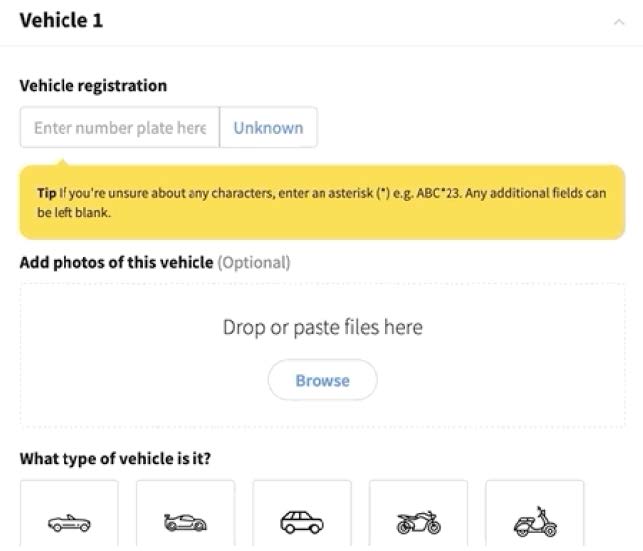 Vehicle 1
Vehicle registration
Enter number plate here
Unknown
Tip If you're unsure about any characters, enter an asterisk (*) e.g. ABC*23. Any additional fields can
be left blank.
Add photos of this vehicle (Optional)
Drop or paste files here
Browse
What type of vehicle is it?